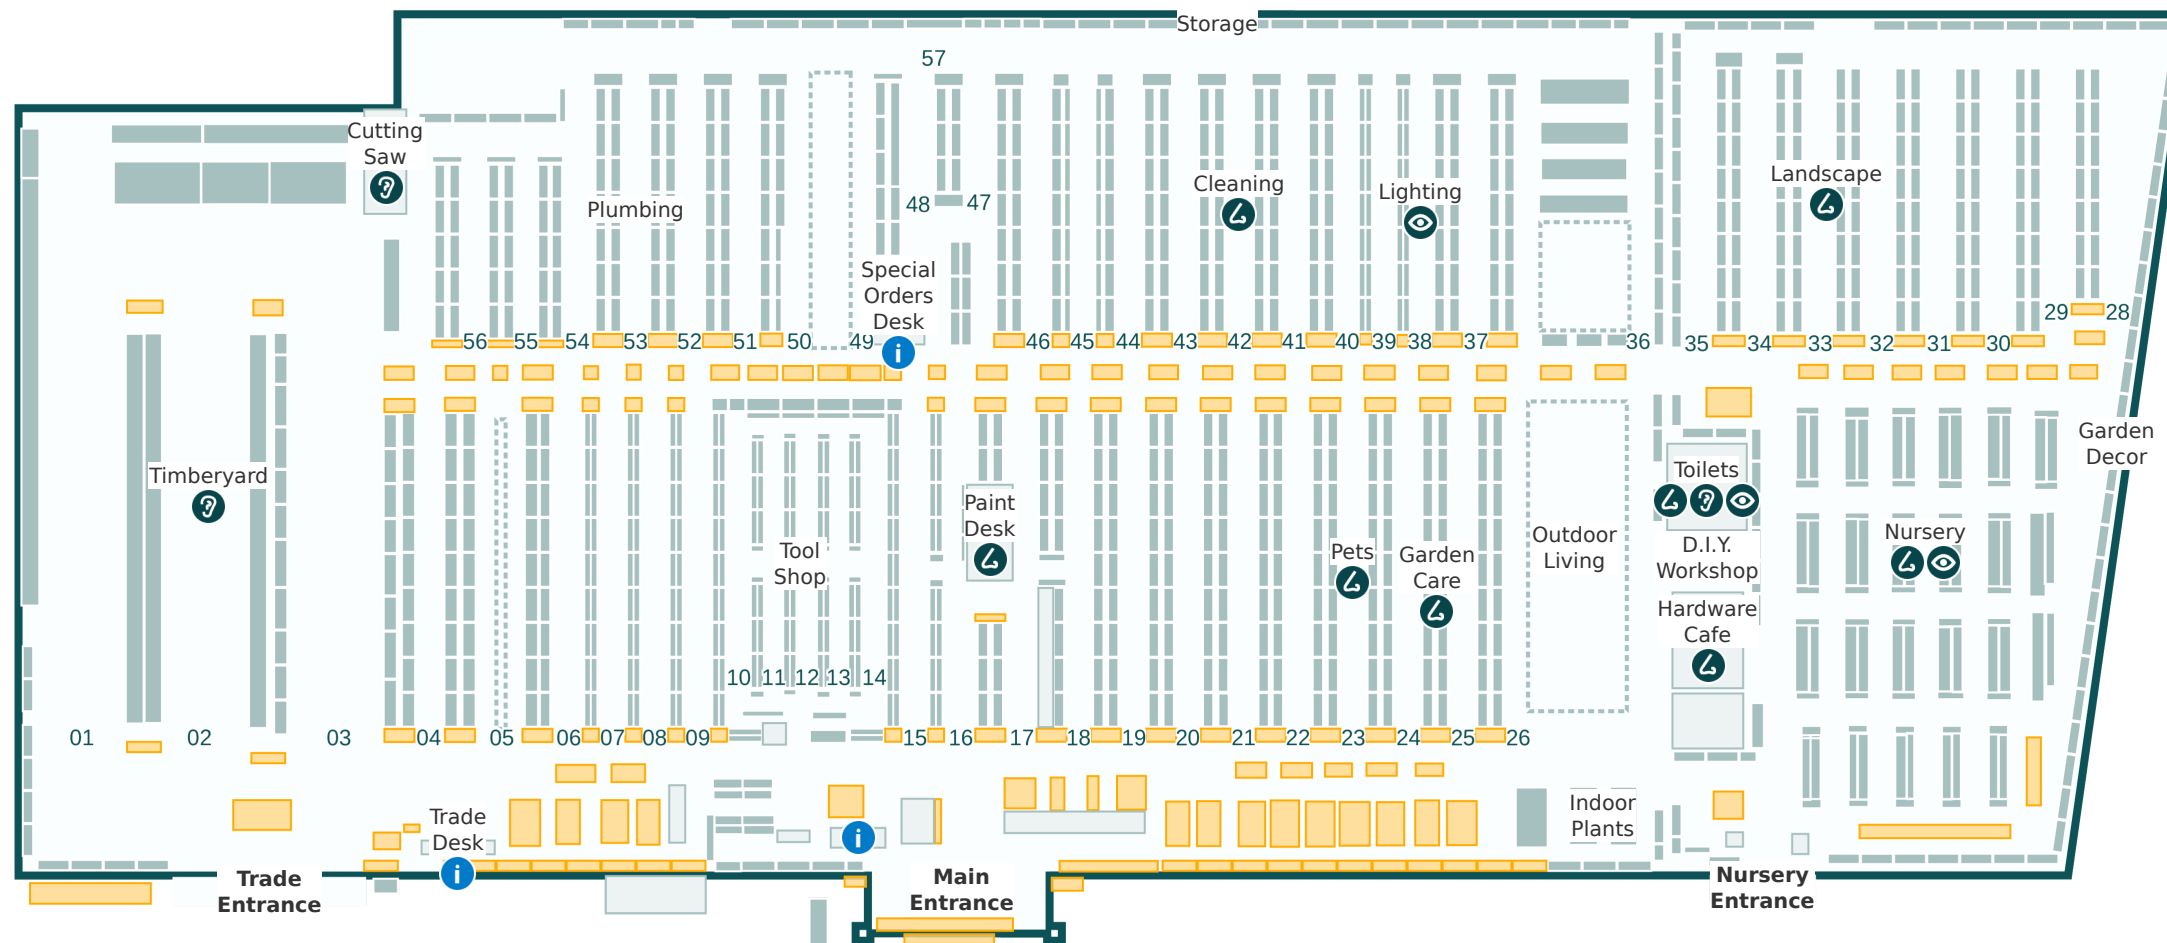 Storage
57
Cutting
Saw
Cleaning
Lighting
Landscape
Plumbing
48
47
Special
Orders
Desk
29
28
56
55
54
53
52
51
50
49
46
45
44
43
42
41
40
39
38
37
36
35
34
33
32
31
30
Timberyard
Tool
Shop
Paint
Desk
Pets
Garden
Care
Outdoor
Living
Toilets
D.I.Y.
Workshop
Hardware
Cafe
Nursery
Garden
Decor
10
11
12
13
14
01
02
03
04
05
06
07
08
09
15
16
17
18
19
20
21
22
23
24
25
26
Trade
Desk
Indoor
Plants
Trade
Entrance
Main
Entrance
Nursery
Entrance